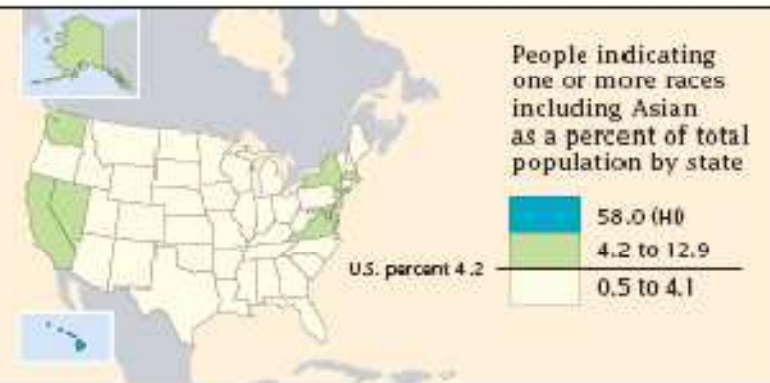 People indicating
one or more races
including Asian
as a percent of total
population by state
58.0 (HI)
4.2 to 12.9
U.S. percent 4.2
0.5 to 4.1